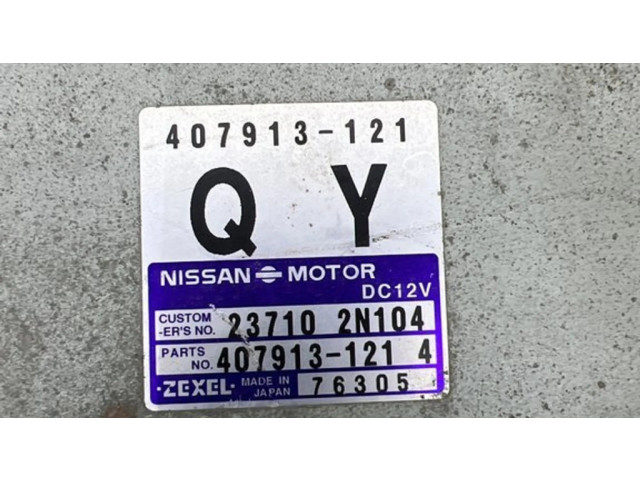 407913-121
Q Y
NISSAN MOTOR
DC12V
CUSTOM
-ER'S NO. 23710 2N104
PARTS
NO. 407913-121 4
·ZEXEL· MADE IN
JAPAN 76305